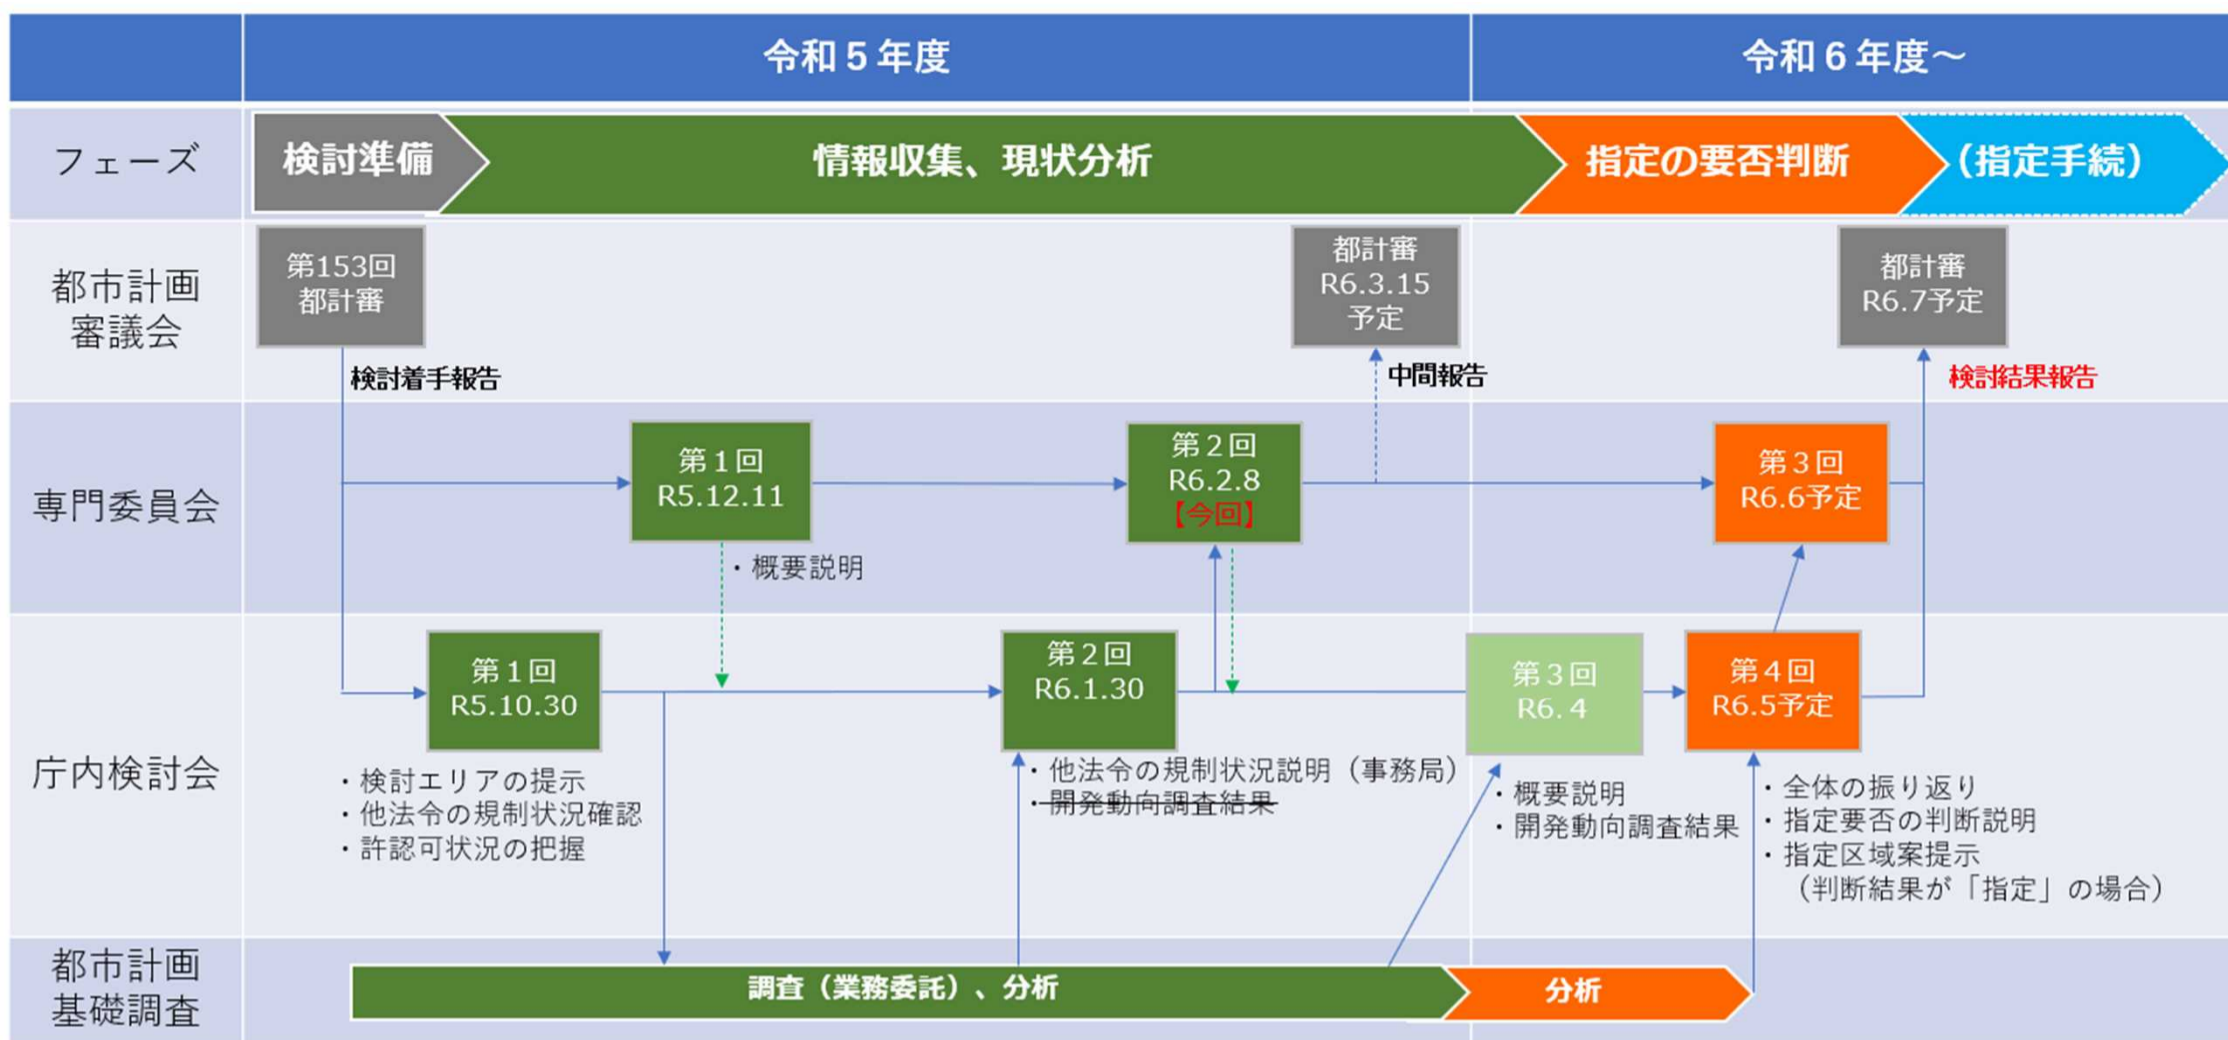 令和５年度
令和６年度～
フェーズ
検討準備
情報収集、現状分析
指定の要否判断
（指定手続）
都市計画
審議会
第153回
都計審
都計審
R6.3.15
予定
都計審
R6.7予定
検討着手報告
中間報告
検討結果報告
専門委員会
第１回
R5.12.11
第２回
R6.2.8
【今回】
第３回
R6.6予定
・概要説明
庁内検討会
第１回
R5.10.30
第２回
R6.1.30
第３回
R6. 4
第４回
R6.5予定
・検討エリアの提示
・他法令の規制状況確認
・許認可状況の把握
・他法令の規制状況説明（事務局）
・開発動向調査結果
・概要説明
・開発動向調査結果
・全体の振り返り
・指定要否の判断説明
・指定区域案提示
（判断結果が「指定」の場合）
都市計画
基礎調査
調査（業務委託）、分析
分析